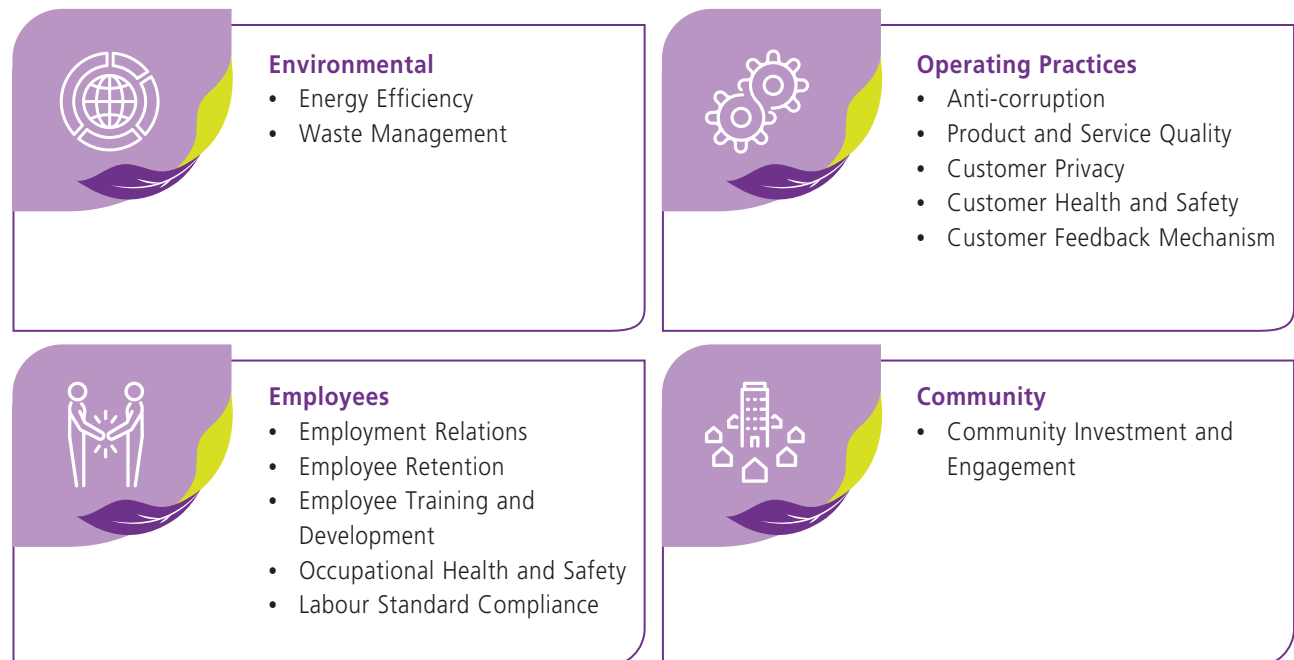 Environmental
• Energy Efficiency
• Waste Management
Operating Practices
• Anti-corruption
• Product and Service Quality
• Customer Privacy
• Customer Health and Safety
• Customer Feedback Mechanism
Employees
• Employment Relations
• Employee Retention
• Employee Training and
Development
• Occupational Health and Safety
• Labour Standard Compliance
Community
• Community Investment and
Engagement